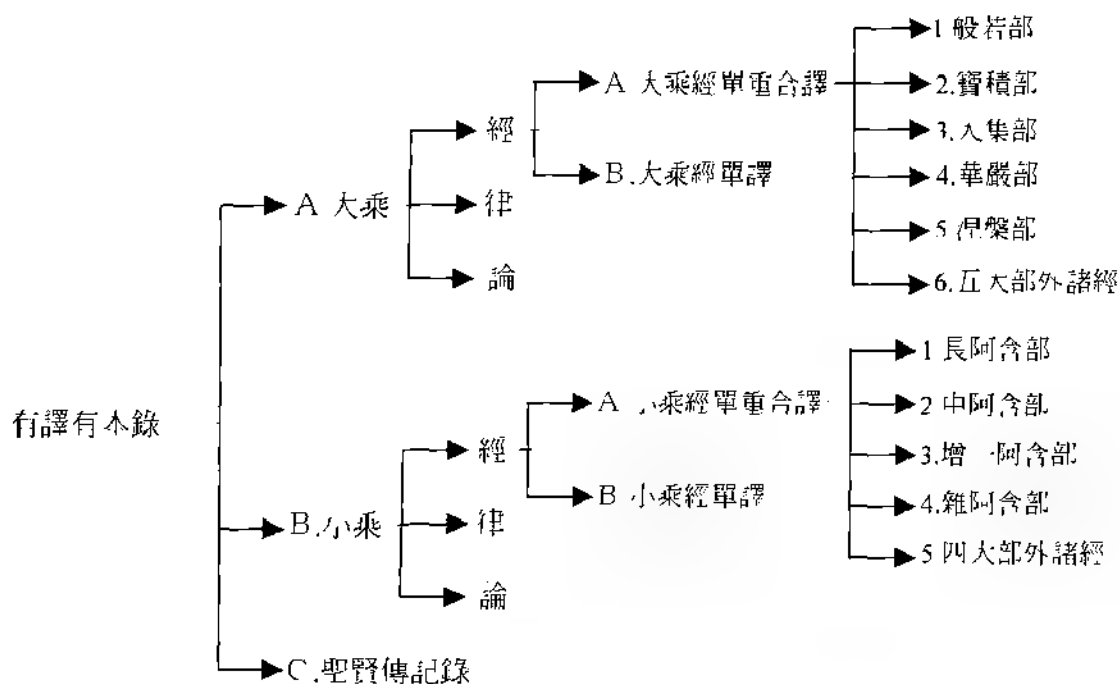 有譯有本錄
A 大乘
經
A 大乘經單重合譯
1 般若部
2.寶積部
3.大集部
4.華嚴部
5 涅槃部
6.五大部外諸經
B.大乘經單譯
律
論
B.小乘
經
A 小乘經單重合譯
1 長阿含部
2 中阿含部
3.增一阿含部
4.雜阿含部
5 四大部外諸經
B 小乘經單譯
律
論
C.聖賢傳記錄